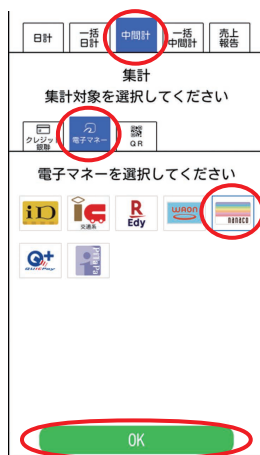 日計
一括
日計
中間計
一括
中間計
売上
報告
集計
集計対象を選択してください
クレジット
銀聯
電子マネー
QR
電子マネーを選択してください
iD
IC
交通系
R
Edy
WAON
nanaco
Q+
QUICPay
PiTaPa
OK